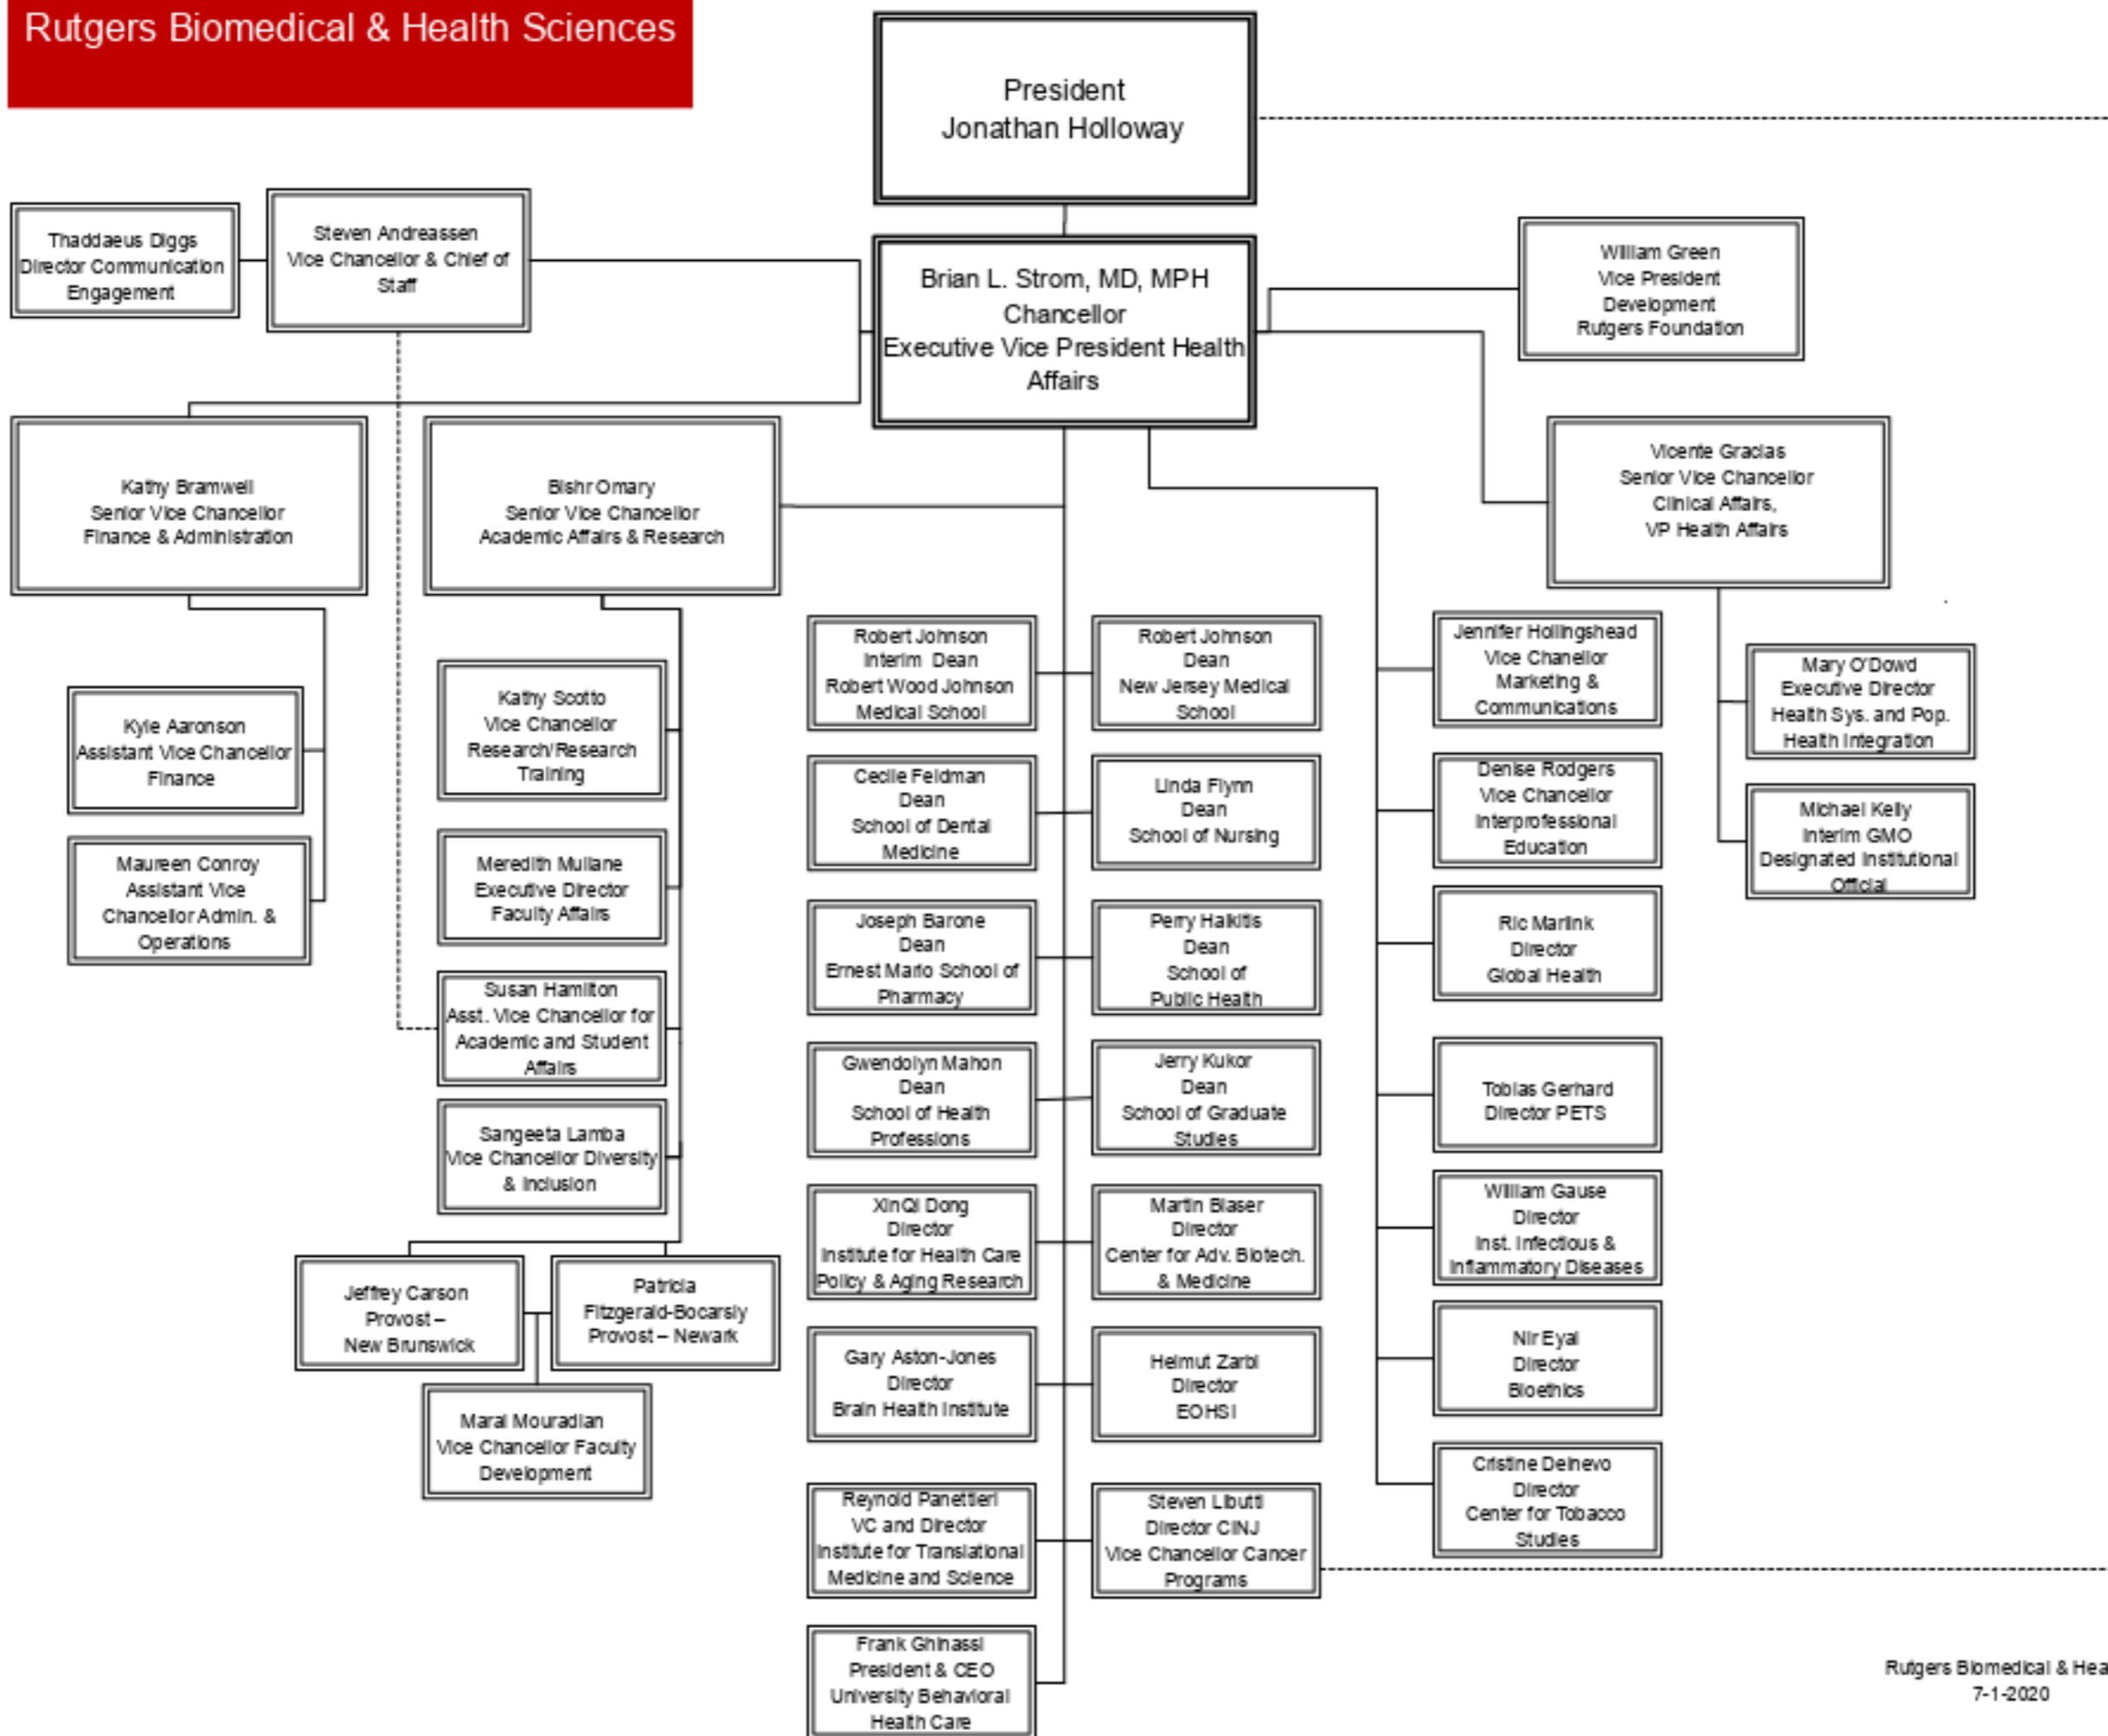 Rutgers Biomedical & Health Sciences
President
Jonathan Holloway
Thaddaeus Diggs
Director Communication
Engagement
Steven Andreassen
Vice Chancellor & Chief of
Staff
Brian L. Strom, MD, MPH
Chancellor
Executive Vice President Health
Affairs
William Green
Vice President
Development
Rutgers Foundation
Kathy Bramwell
Senior Vice Chancellor
Finance & Administration
Bishr Omary
Senior Vice Chancellor
Academic Affairs & Research
Vicente Gracias
Senior Vice Chancellor
Clinical Affairs,
VP Health Affairs
Kyle Aaronson
Assistant Vice Chancellor
Finance
Maureen Conroy
Assistant Vice
Chancellor Admin. &
Operations
Kathy Scotto
Vice Chancellor
Research/Research
Training
Meredith Mullane
Executive Director
Faculty Affairs
Susan Hamilton
Asst. Vice Chancellor for
Academic and Student
Affairs
Sangeeta Lamba
Vice Chancellor Diversity
& Inclusion
Jeffrey Carson
Provost –
New Brunswick
Patricia
Fitzgerald-Bocarsly
Provost – Newark
Maral Mouradian
Vice Chancellor Faculty
Development
Robert Johnson
Interim Dean
Robert Wood Johnson
Medical School
Robert Johnson
Dean
New Jersey Medical
School
Cecile Feldman
Dean
School of Dental
Medicine
Linda Flynn
Dean
School of Nursing
Joseph Barone
Dean
Ernest Mario School of
Pharmacy
Perry Halkitis
Dean
School of
Public Health
Gwendolyn Mahon
Dean
School of Health
Professions
Jerry Kukor
Dean
School of Graduate
Studies
XinQi Dong
Director
Institute for Health Care
Policy & Aging Research
Martin Blaser
Director
Center for Adv. Biotech.
& Medicine
Gary Aston-Jones
Director
Brain Health Institute
Helmut Zarbl
Director
EOHSI
Reynold Panettieri
VC and Director
Institute for Translational
Medicine and Science
Steven Libutti
Director CINJ
Vice Chancellor Cancer
Programs
Frank Ghinassi
President & CEO
University Behavioral
Health Care
Jennifer Hollingshead
Vice Chanellor
Marketing &
Communications
Denise Rodgers
Vice Chancellor
Interprofessional
Education
Ric Marlink
Director
Global Health
Tobias Gerhard
Director PETS
William Gause
Director
Inst. Infectious &
Inflammatory Diseases
Nir Eyal
Director
Bioethics
Cristine Delnevo
Director
Center for Tobacco
Studies
Mary O'Dowd
Executive Director
Health Sys. and Pop.
Health Integration
Michael Kelly
Interim GMO
Designated Institutional
Official
Rutgers Biomedical & Hea
7-1-2020